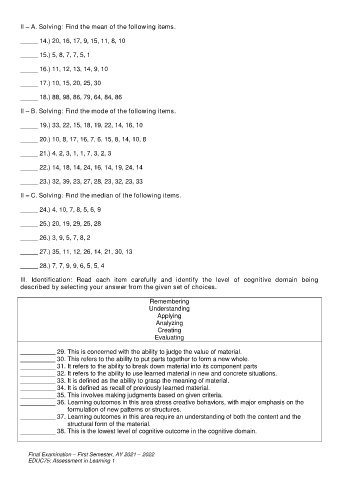 II – A. Solving: Find the mean of the following items.
_____ 14.) 20, 16, 17, 9, 15, 11, 8, 10
_____ 15.) 5, 8, 7, 7, 5, 1
_____ 16.) 11, 12, 13, 14, 9, 10
_____ 17.) 10, 15, 20, 25, 30
_____ 18.) 88, 98, 86, 79, 64, 84, 86
II – B. Solving: Find the mode of the following items.
_____ 19.) 33, 22, 15, 18, 19, 22, 14, 16, 10
_____ 20.) 10, 8, 17, 16, 7, 6, 15, 8, 14, 10, 8
_____ 21.) 4, 2, 3, 1, 1, 7, 3, 2, 3
_____ 22.) 14, 18, 14, 24, 16, 14, 19, 24, 14
_____ 23.) 32, 39, 23, 27, 28, 23, 32, 23, 33
II – C. Solving: Find the median of the following items.
_____ 24.) 4, 10, 7, 8, 5, 6, 9
_____ 25.) 20, 19, 29, 25, 28
_____ 26.) 3, 9, 5, 7, 8, 2
_____ 27.) 35, 11, 12, 26, 14, 21, 30, 13
_____ 28.) 7, 7, 9, 9, 6, 5, 5, 4
III. Identification: Read each item carefully and identify the level of cognitive domain being
described by selecting your answer from the given set of choices.
Remembering
Understanding
Applying
Analyzing
Creating
Evaluating
__________ 29. This is concerned with the ability to judge the value of material.
__________ 30. This refers to the ability to put parts together to form a new whole.
__________ 31. It refers to the ability to break down material into its component parts
__________ 32. It refers to the ability to use learned material in new and concrete situations.
__________ 33. It is defined as the ability to grasp the meaning of material.
__________ 34. It is defined as recall of previously learned material.
__________ 35. This involves making judgments based on given criteria.
__________ 36. Learning outcomes in this area stress creative behaviors, with major emphasis on the
formulation of new patterns or structures.
__________ 37. Learning outcomes in this area require an understanding of both the content and the
structural form of the material.
__________ 38. This is the lowest level of cognitive outcome in the cognitive domain.
Final Examination – First Semester, AY 2021 – 2022
EDUC75: Assessment in Learning 1